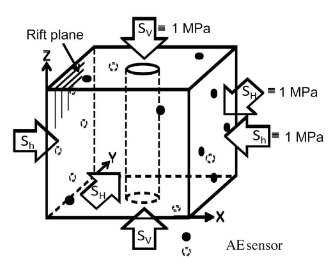 Rift plane
Z
S_V ≡ 1 MPa
S_H ≡ 1 MPa
S_h
S_h ≡ 1 MPa
Y
S_H
X
S_V
AE sensor